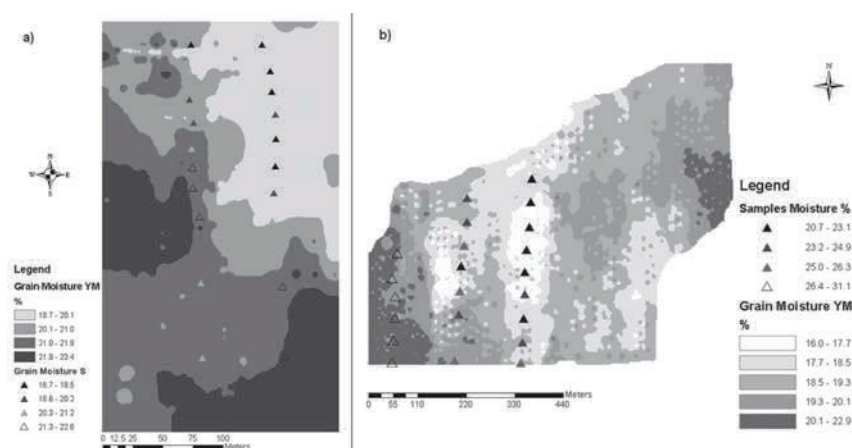 a)
N
W E
S
Legend
Grain Moisture YM
%
18.7 - 20.1
20.1 - 21.0
21.0 - 21.9
21.9 - 23.4
Grain Moisture S
18.7 - 18.5
18.6 - 20.2
20.3 - 21.2
21.3 - 22.6
0 12.5 25 50 75 100
Meters
b)
N
Legend
Samples Moisture %
20.7 - 23.1
23.2 - 24.9
25.0 - 26.3
26.4 - 31.1
Grain Moisture YM
%
16.0 - 17.7
17.7 - 18.5
18.5 - 19.3
19.3 - 20.1
20.1 - 22.9
Meters
0 55 110 220 330 440